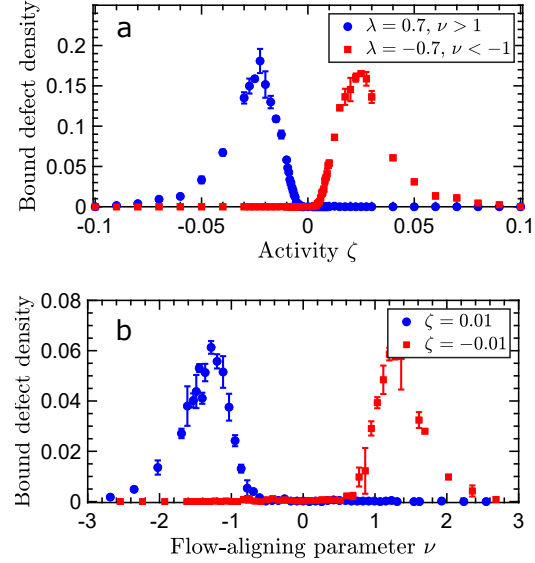 a
λ = 0.7, ν > 1
λ = −0.7, ν < −1
Bound defect density
0.2
0.15
0.1
0.05
0
-0.1 -0.05 0 0.05 0.1
Activity ζ
b
ζ = 0.01
ζ = −0.01
Bound defect density
0.08
0.06
0.04
0.02
0
-3 -2 -1 0 1 2 3
Flow-aligning parameter ν